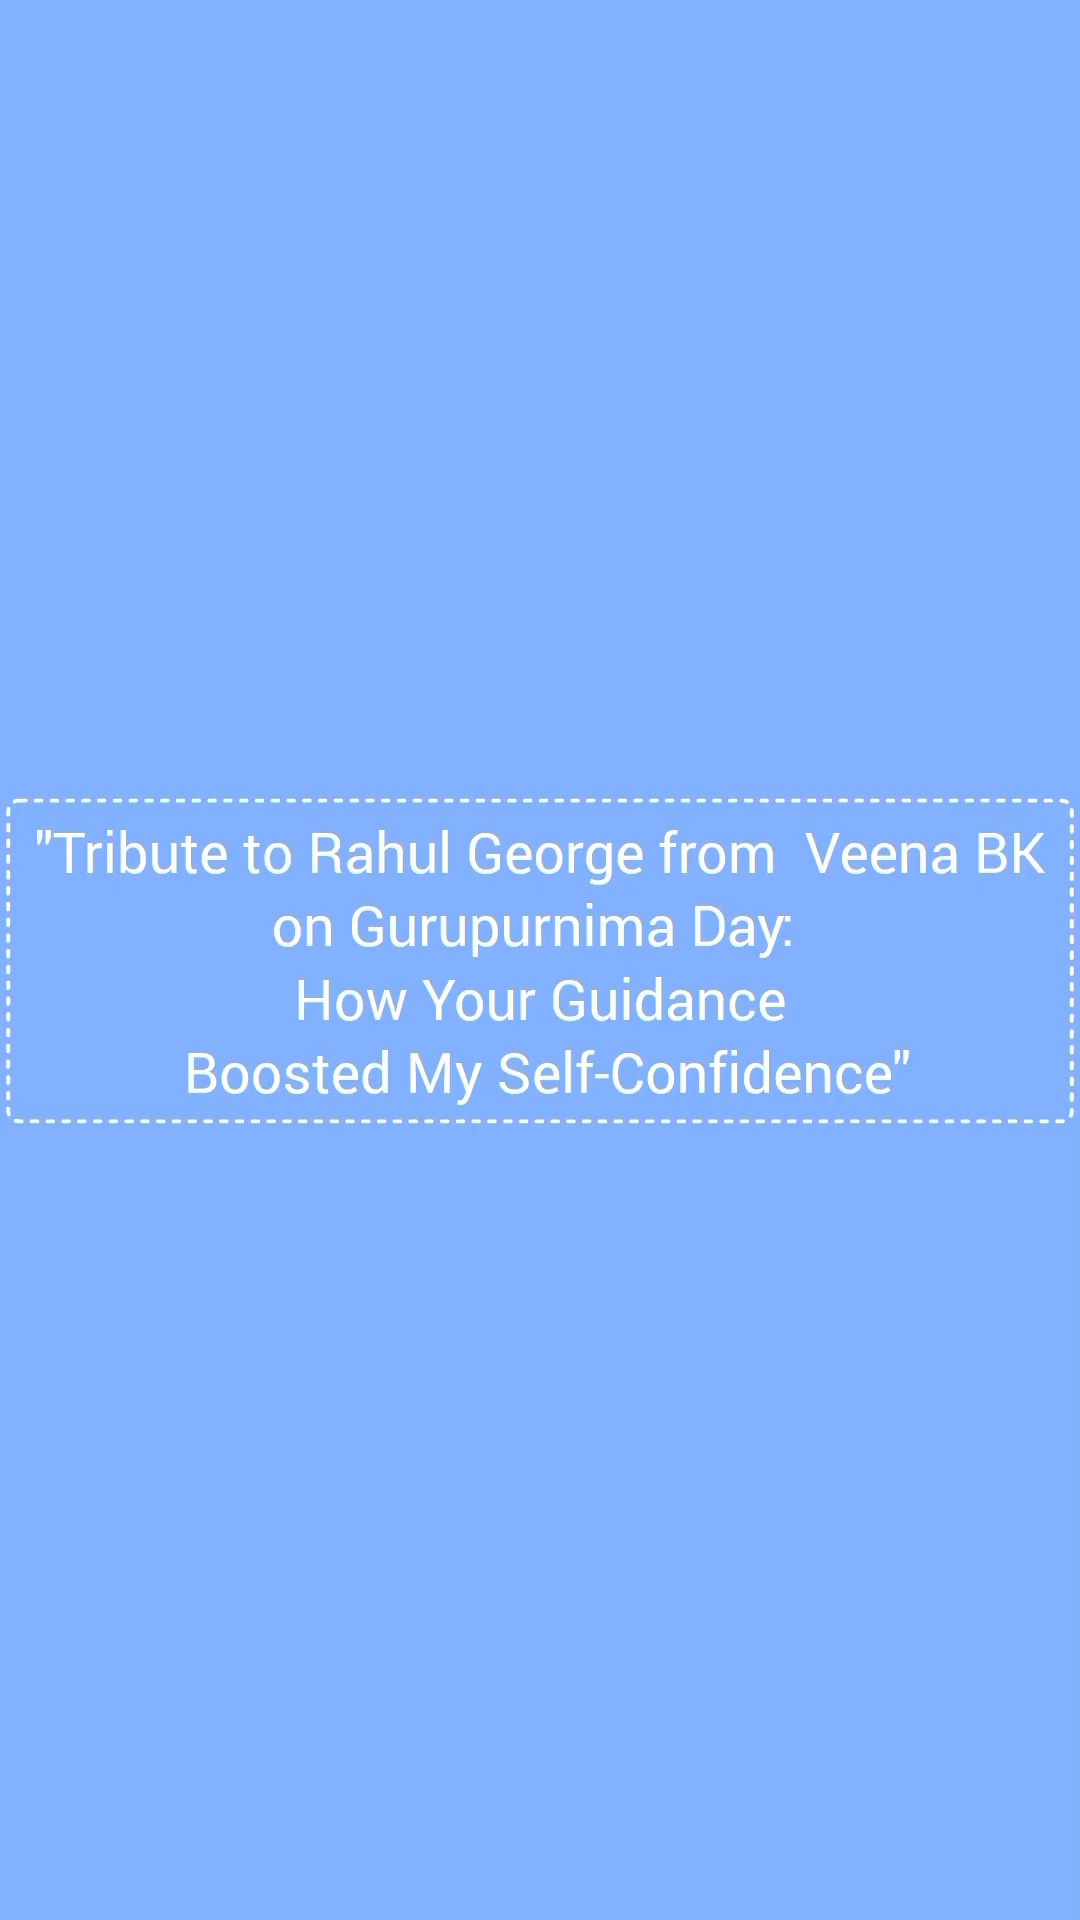 "Tribute to Rahul George from  Veena BK
on Gurupurnima Day:
How Your Guidance
Boosted My Self-Confidence"